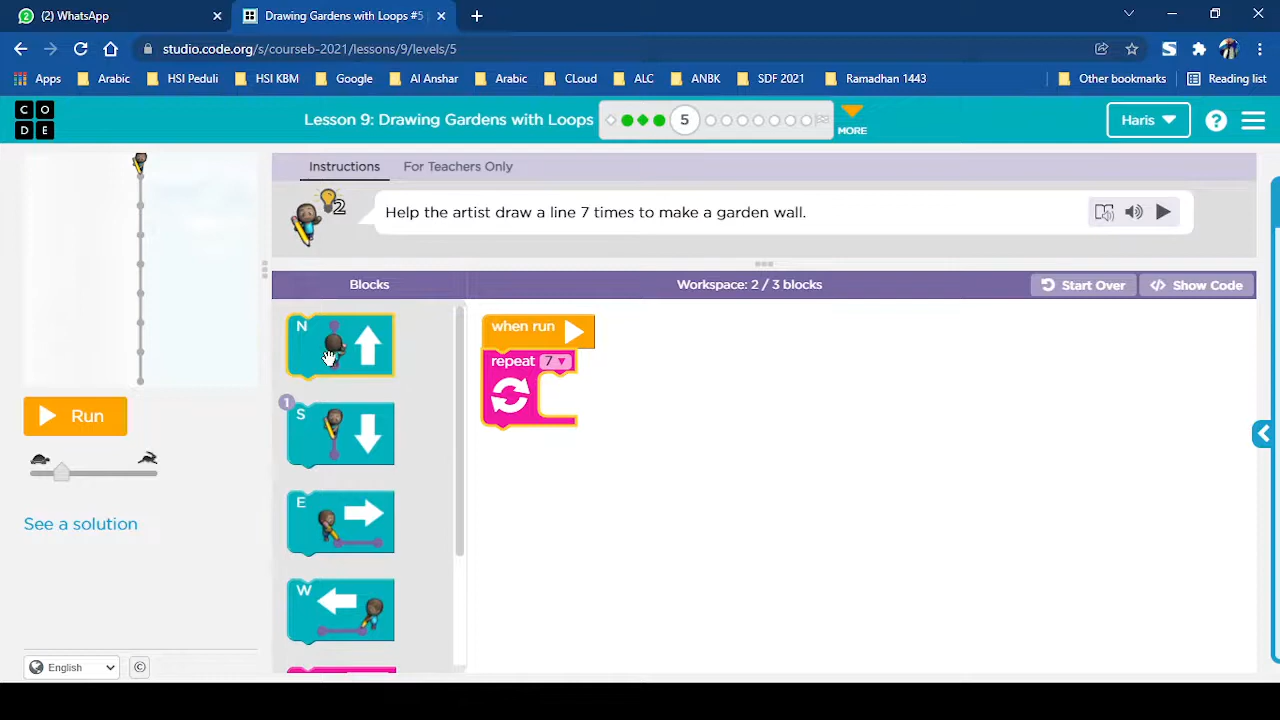 (2) WhatsApp
Drawing Gardens with Loops #5
studio.code.org/s/courseb-2021/lessons/9/levels/5
Apps Arabic HSI Peduli HSI KBM Google Al Anshar Arabic CLoud ALC ANBK SDF 2021 Ramadhan 1443 Other bookmarks Reading list
C O
D E
Lesson 9: Drawing Gardens with Loops 5 MORE Haris ?
Instructions For Teachers Only
2
Help the artist draw a line 7 times to make a garden wall.
Blocks Workspace: 2 / 3 blocks Start Over Show Code
N
1
S
E
W
when run
repeat 7
Run
See a solution
English ©